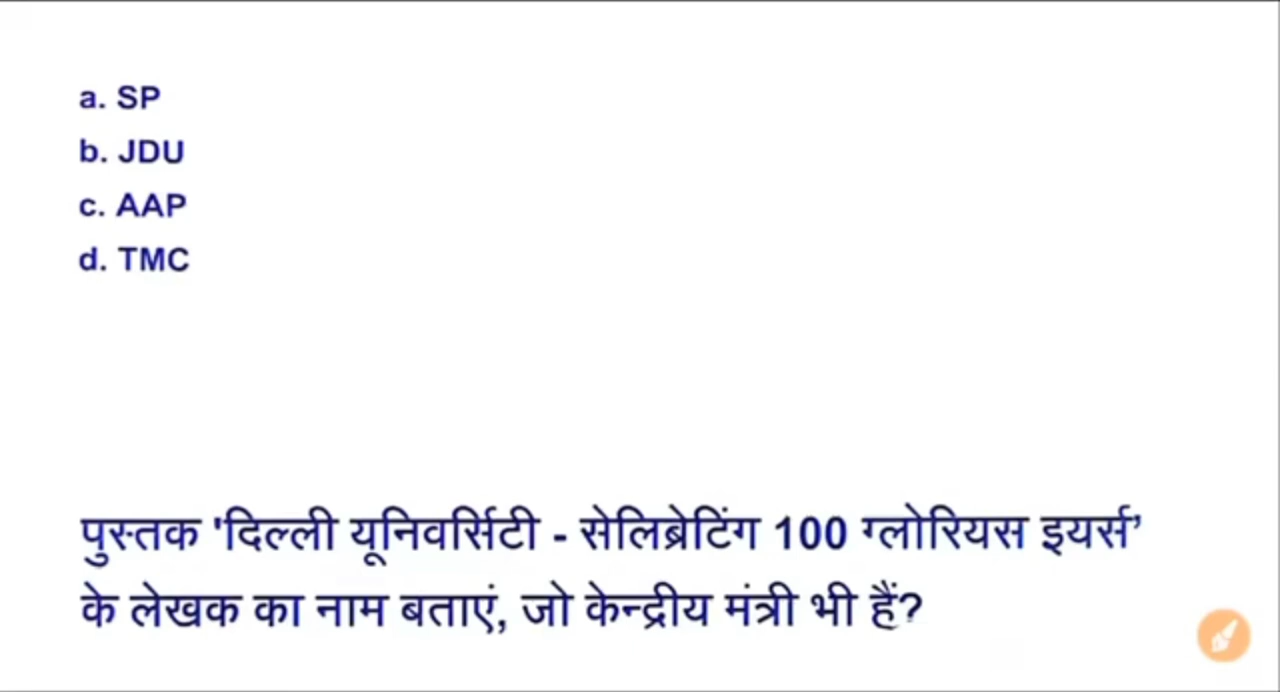 a. SP
b. JDU
c. AAP
d. TMC
पुस्तक 'दिल्ली यूनिवर्सिटी - सेलिब्रेटिंग 100 ग्लोरियस इयर्स’
के लेखक का नाम बताएं, जो केन्द्रीय मंत्री भी हैं?